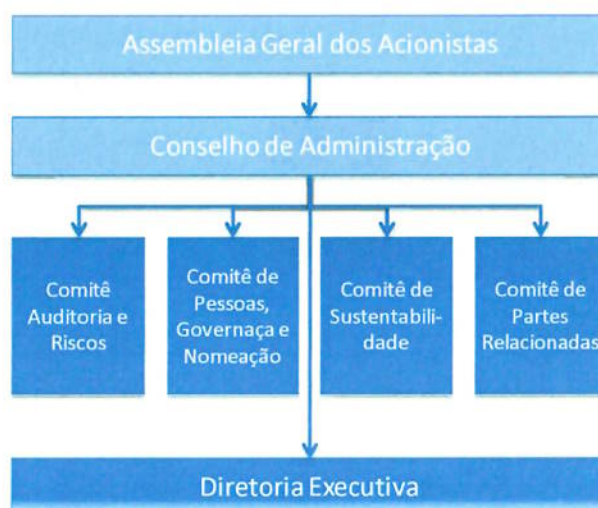 Assembleia Geral dos Acionistas
Conselho de Administração
Comitê
Auditoria e
Riscos
Comitê de
Pessoas,
Governaça e
Nomeação
Comitê de
Sustentabili-
dade
Comitê de
Partes
Relacionadas
Diretoria Executiva